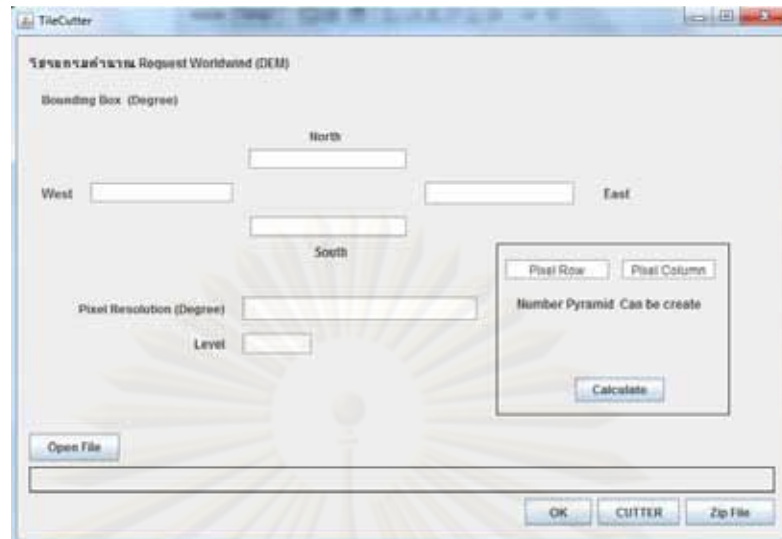 TileCutter
Request Worldwind (DEM)
Bounding Box (Degree)
North
West
East
South
Pixel Row Pixel Column
Number Pyramid Can be create
Pixel Resolution (Degree)
Level
Calculate
Open File
OK CUTTER Zip File